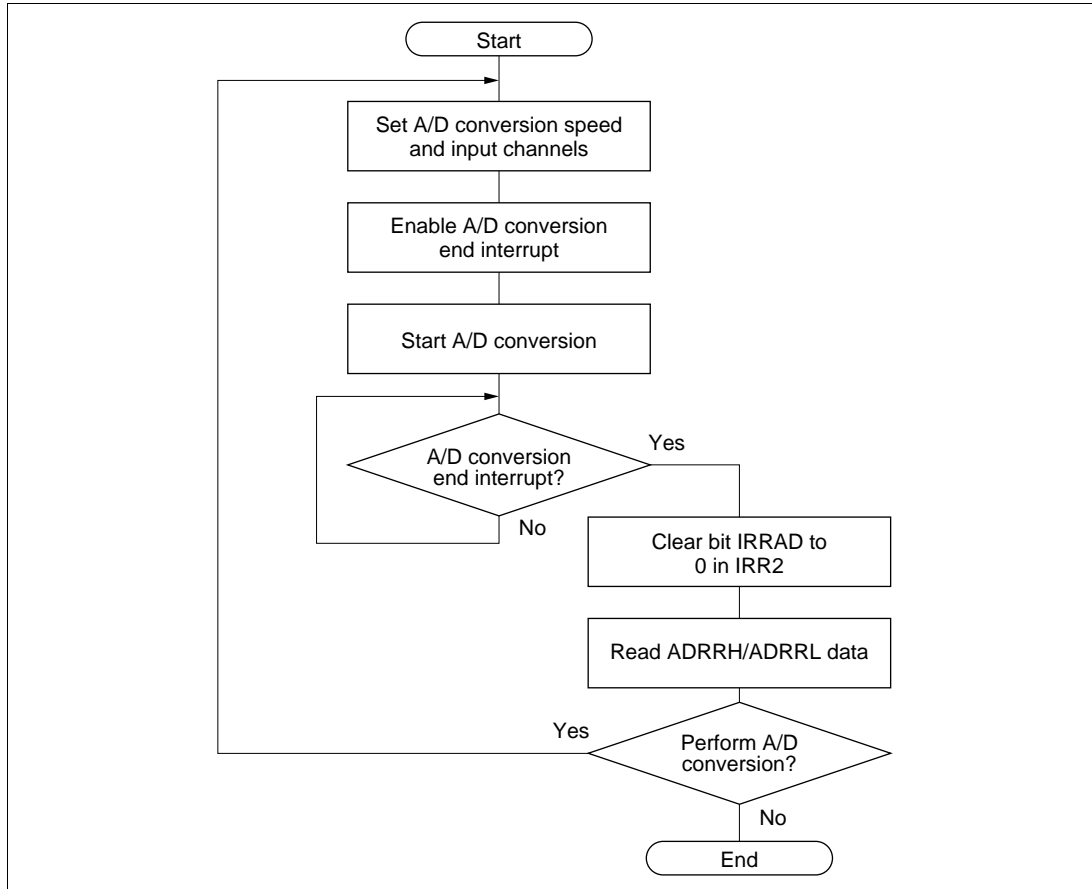 Start
Set A/D conversion speed
and input channels
Enable A/D conversion
end interrupt
Start A/D conversion
A/D conversion
end interrupt?
Yes
No
Clear bit IRRAD to
0 in IRR2
Read ADRRH/ADRRL data
Yes
Perform A/D
conversion?
No
End